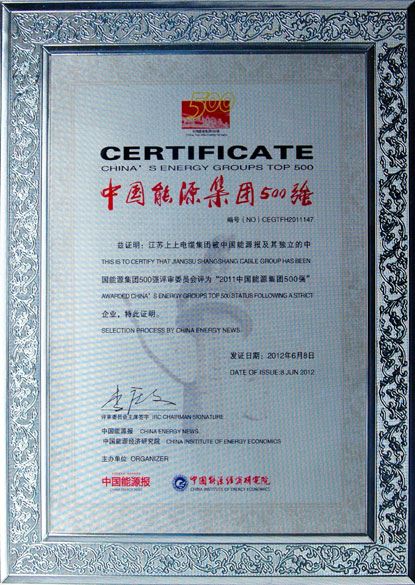 500
CERTIFICATE
CHINA'S ENERGY GROUPS TOP 500
中国能源集团500强
编号（NO）CEGTFH2011147
益证明：江苏上上电缆集团被中国能源报及其独立的中
THIS IS TO CERTIFY THAT JIANGSU SHANGSHANG CABLE GROUP HAS BEEN
国能源集团500强评审委员会评为“2011中国能源集团500强”
AWARDED CHINA'S ENERGY GROUPS TOP 500 STATUS FOLLOWING A STRICT
企业，特此证明。
SELECTION PROCESS BY CHINA ENERGY NEWS.
发证日期：2012年6月8日
DATE OF ISSUE:8 JUN 2012
评审委员会主席签字 IRC CHAIRMAN SIGNATURE
中国能源报 CHINA ENERGY NEWS
中国能源经济研究院 CHINA INSTITUTE OF ENERGY ECONOMICS
主办单位 ORGANIZER
中国能源报
中国能源经济研究院
CHINA INSTITUTE OF ENERGY ECONOMICS